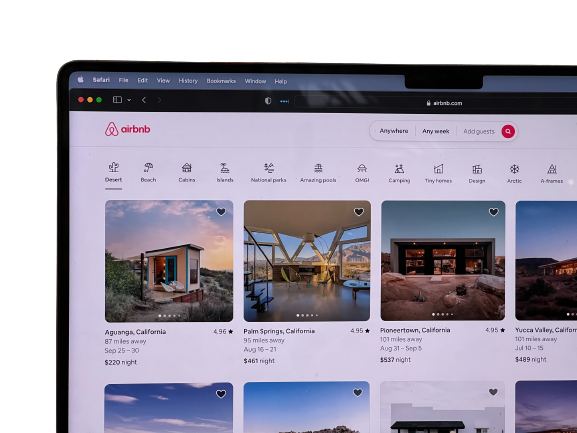 Safari File Edit View History Bookmarks Window Help
airbnb.com
airbnb
Anywhere Any week Add guests
Desert Beach Cabins Islands National parks Amazing pools OMG! Camping Tiny homes Design Arctic A-frames
Aguanga, California 4.96 ★
87 miles away
Sep 25 – 30
$220 night
Palm Springs, California 4.95 ★
95 miles away
Aug 16 – 21
$461 night
Pioneertown, California 4.95 ★
101 miles away
Aug 31 – Sep 5
$537 night
Yucca Valley, California
101 miles away
Jul 10 – 15
$489 night